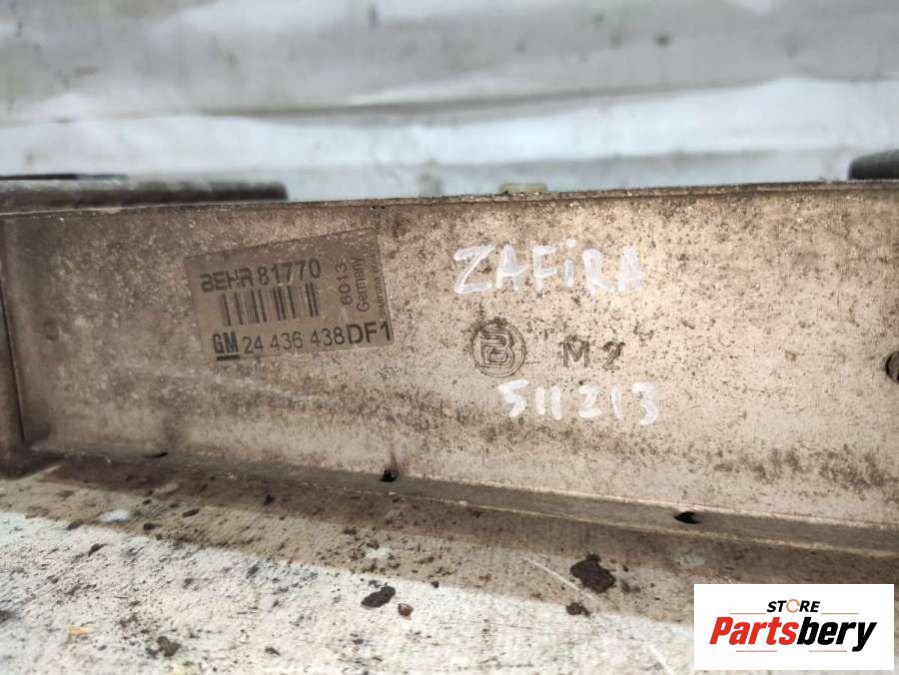 BEHR 81770
6013
Germany
GM 24 436 438 DF1
ZAFiRA
B M2
511213
STORE
Partsbery